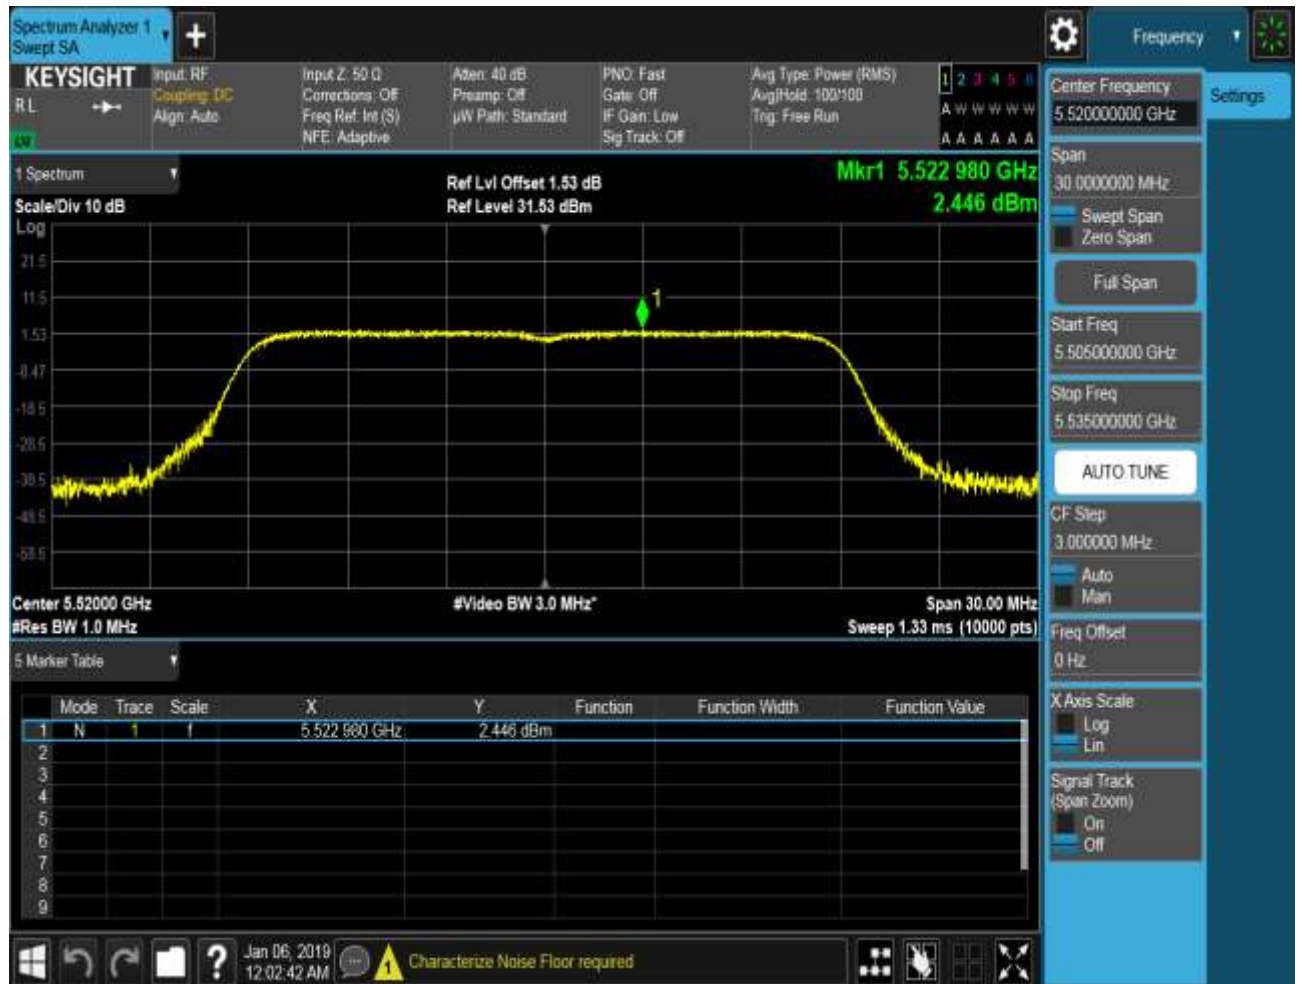 Spectrum Analyzer 1
Swept SA
+
Frequency
KEYSIGHT
R L
Input: RF
Coupling: DC
Align: Auto
Input Z: 50 Ω
Corrections: Off
Freq Ref: Int (S)
NFE: Adaptive
Atten: 40 dB
Preamp: Off
µW Path: Standard
PNO: Fast
Gate: Off
IF Gain: Low
Sig Track: Off
Avg Type: Power (RMS)
Avg|Hold: 100/100
Trig: Free Run
1 2 3 4 5 6
A W W W W W
A A A A A A
1 Spectrum
Scale/Div 10 dB
Ref Lvl Offset 1.53 dB
Ref Level 31.53 dBm
Mkr1 5.522 980 GHz
2.446 dBm
Log
21.5
11.5
1.53
-8.47
-18.5
-28.5
-38.5
-48.5
-58.5
1
Center 5.52000 GHz
#Res BW 1.0 MHz
#Video BW 3.0 MHz*
Span 30.00 MHz
Sweep 1.33 ms (10000 pts)
5 Marker Table
Mode Trace Scale X Y Function Function Width Function Value
1 N 1 f 5.522 980 GHz 2.446 dBm
2
3
4
5
6
7
8
9
Center Frequency
5.520000000 GHz
Settings
Span
30.0000000 MHz
Swept Span
Zero Span
Full Span
Start Freq
5.505000000 GHz
Stop Freq
5.535000000 GHz
AUTO TUNE
CF Step
3.000000 MHz
Auto
Man
Freq Offset
0 Hz
X Axis Scale
Log
Lin
Signal Track
(Span Zoom)
On
Off
?
Jan 06, 2019
12:02:42 AM
1
Characterize Noise Floor required